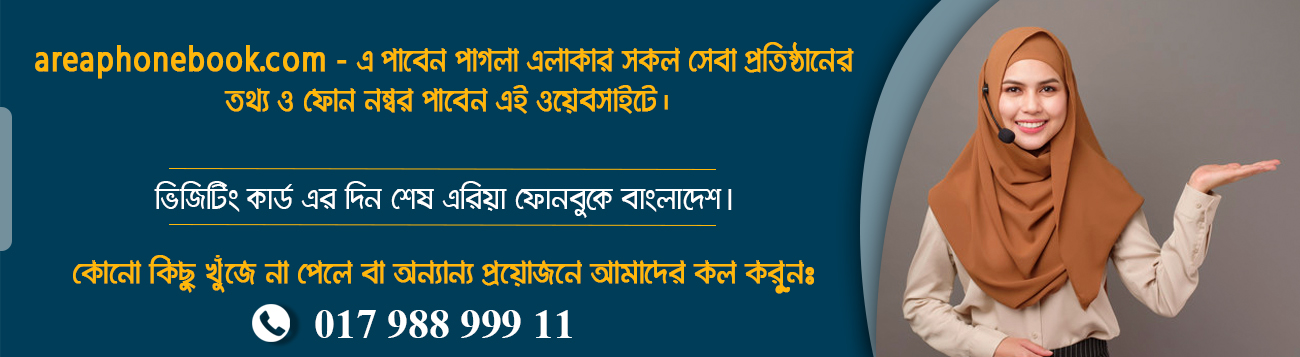 areaphonebook.com - এ পাবেন পাগলা এলাকার সকল সেবা প্রতিষ্ঠানের
তথ্য ও ফোন নম্বর পাবেন এই ওয়েবসাইটে।
ভিজিটিং কার্ড এর দিন শেষ এরিয়া ফোনবুকে বাংলাদেশ।
কোনো কিছু খুঁজে না পেলে বা অন্যান্য প্রয়োজনে আমাদের কল করুনঃ
017 988 999 11